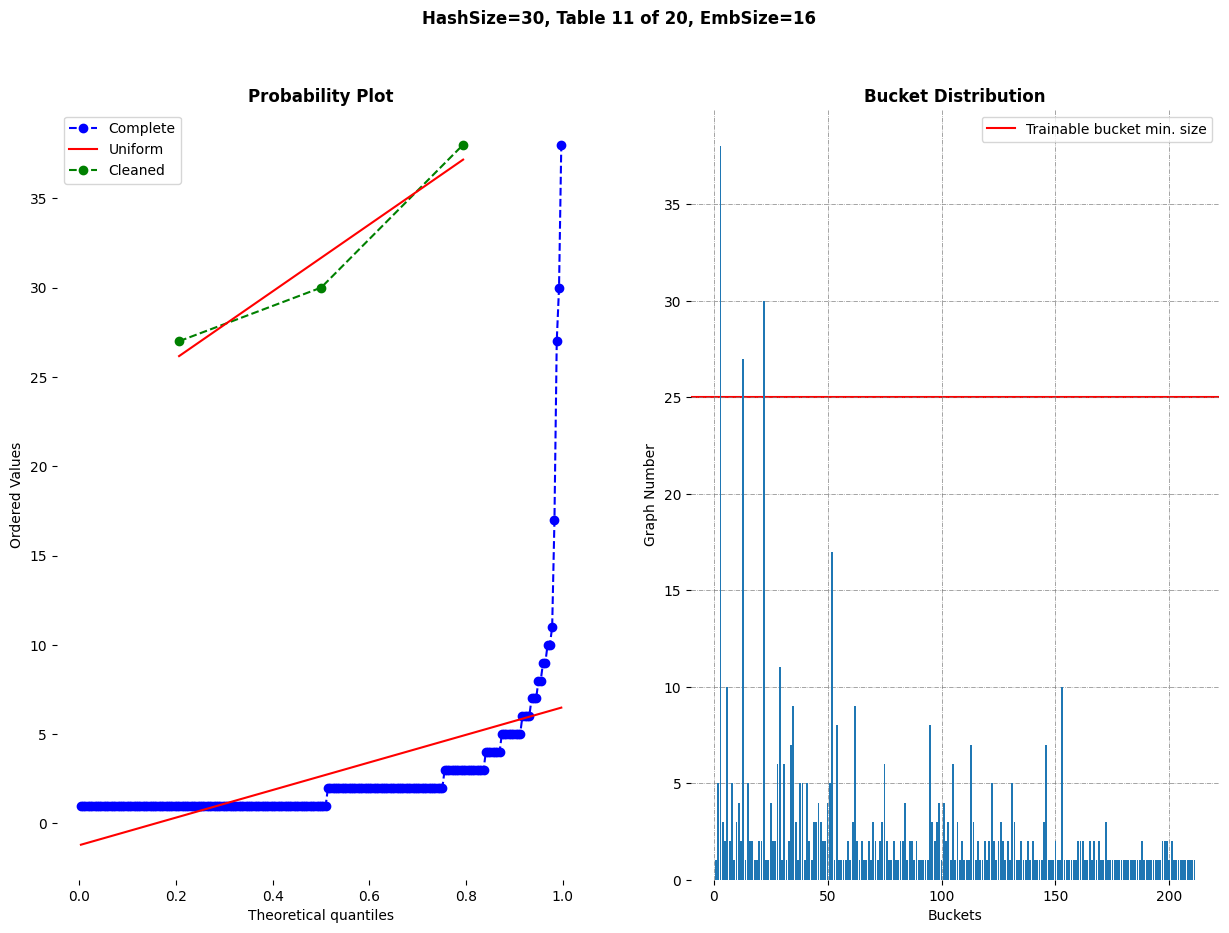 HashSize=30, Table 11 of 20, EmbSize=16
Probability Plot
Complete
Uniform
Cleaned
35
30
25
20
15
10
5
0
Ordered Values
0.0 0.2 0.4 0.6 0.8 1.0
Theoretical quantiles
Bucket Distribution
Trainable bucket min. size
35
30
25
20
15
10
5
0
Graph Number
0 50 100 150 200
Buckets